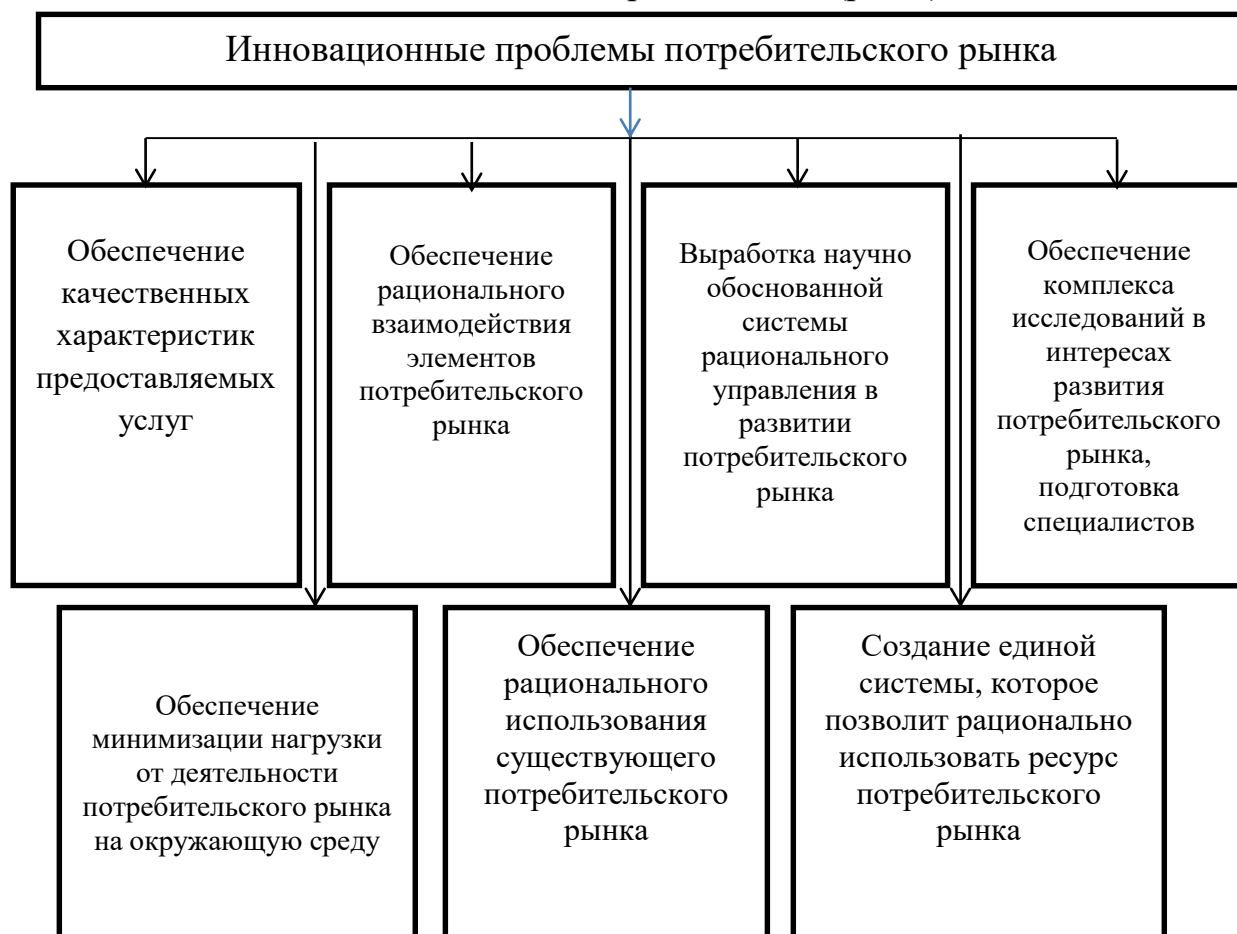 Инновационные проблемы потребительского рынка
Обеспечение
качественных
характеристик
предоставляемых
услуг
Обеспечение
рационального
взаимодействия
элементов
потребительского
рынка
Выработка научно
обоснованной
системы
рационального
управления в
развитии
потребительского
рынка
Обеспечение
комплекса
исследований в
интересах
развития
потребительского
рынка,
подготовка
специалистов
Обеспечение
минимизации нагрузки
от деятельности
потребительского рынка
на окружающую среду
Обеспечение
рационального
использования
существующего
потребительского
рынка
Создание единой
системы, которое
позволит рационально
использовать ресурс
потребительского
рынка